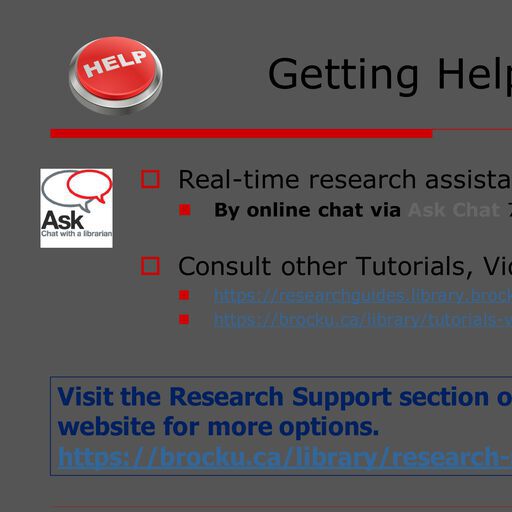 HELP
Getting Help
Real-time research assista
Ask
Chat with a librarian
By online chat via Ask Chat 7
Consult other Tutorials, Vi
https://researchguides.library.brock
https://brocku.ca/library/tutorials-v
Visit the Research Support section o
website for more options.
https://brocku.ca/library/research-